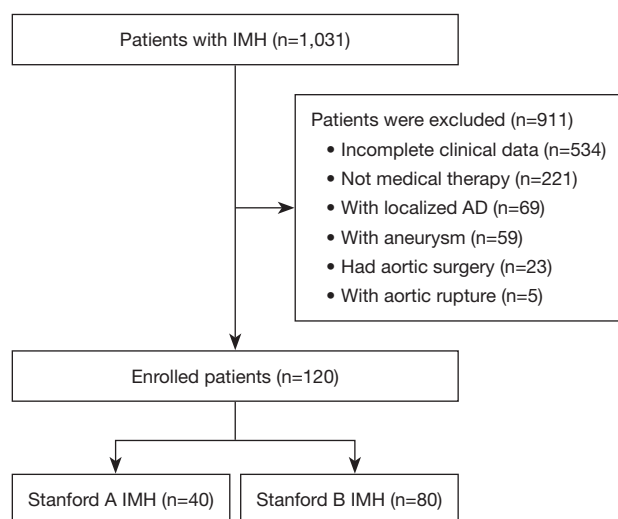 Patients with IMH (n=1,031)
Patients were excluded (n=911)
• Incomplete clinical data (n=534)
• Not medical therapy (n=221)
• With localized AD (n=69)
• With aneurysm (n=59)
• Had aortic surgery (n=23)
• With aortic rupture (n=5)
Enrolled patients (n=120)
Stanford A IMH (n=40)
Stanford B IMH (n=80)